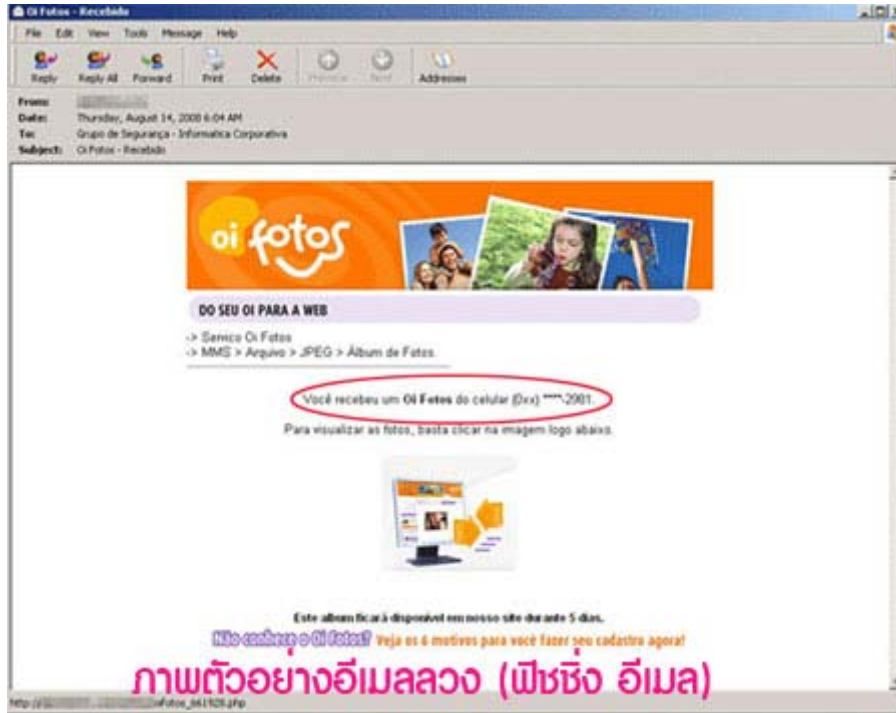 Oi Fotos - Recebido
File Edit View Tools Message Help
Reply Reply All Forward Print Delete Previous Next Addresses
From:
Date: Thursday, August 14, 2008 6:04 AM
To: Grupo de Segurança - Informatica Corporativa
Subject: Oi Fotos - Recebido
oi fotos
DO SEU OI PARA A WEB
-> Servico Oi Fotos
-> MMS > Arquivo > JPEG > Álbum de Fotos.
Você recebeu um Oi Fotos do celular (0xx) ****-2981.
Para visualizar as fotos, basta clicar na imagem logo abaixo.
Este album ficará disponível em nosso site durante 5 dias.
Não conhece o Oi Fotos? Veja os 6 motivos para você fazer seu cadastro agora!
ภาพตัวอย่างอีเมลลวง (ฟิชชิ่ง อีเมล)